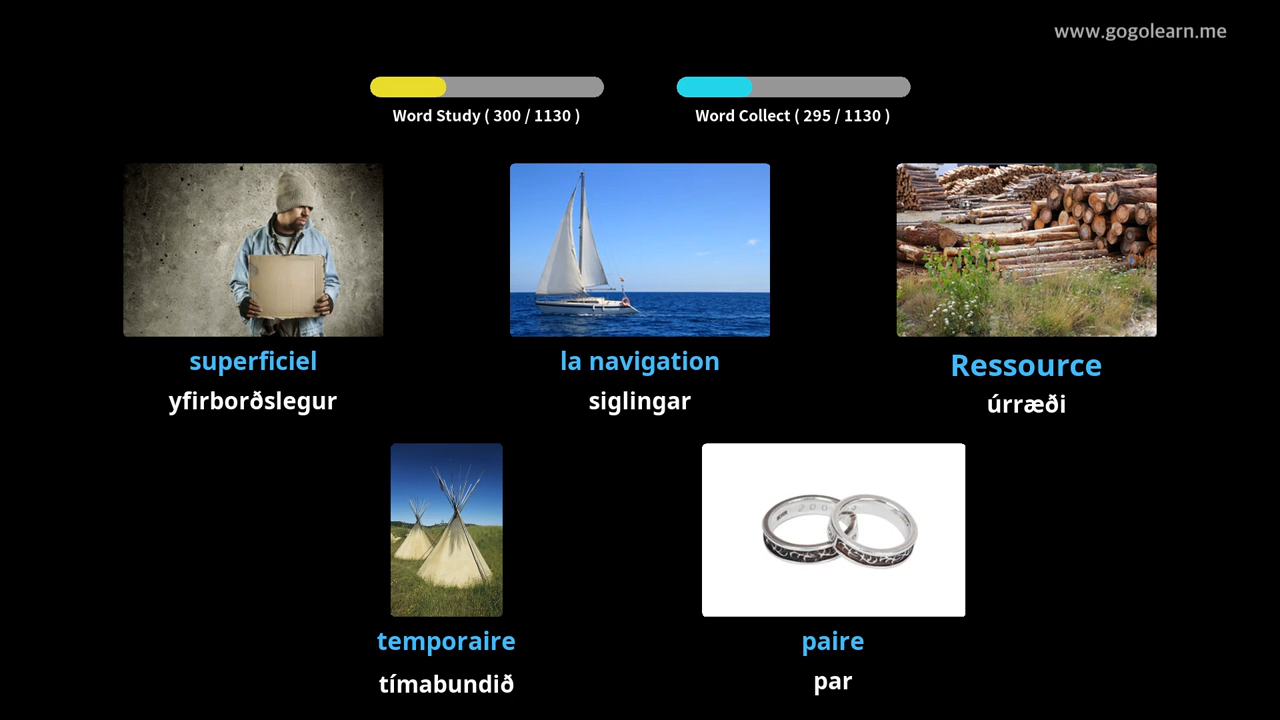 www.gogolearn.me
Word Study ( 300 / 1130 )
Word Collect ( 295 / 1130 )
superficiel
yfirborðslegur
la navigation
siglingar
Ressource
úrræði
temporaire
tímabundið
paire
par